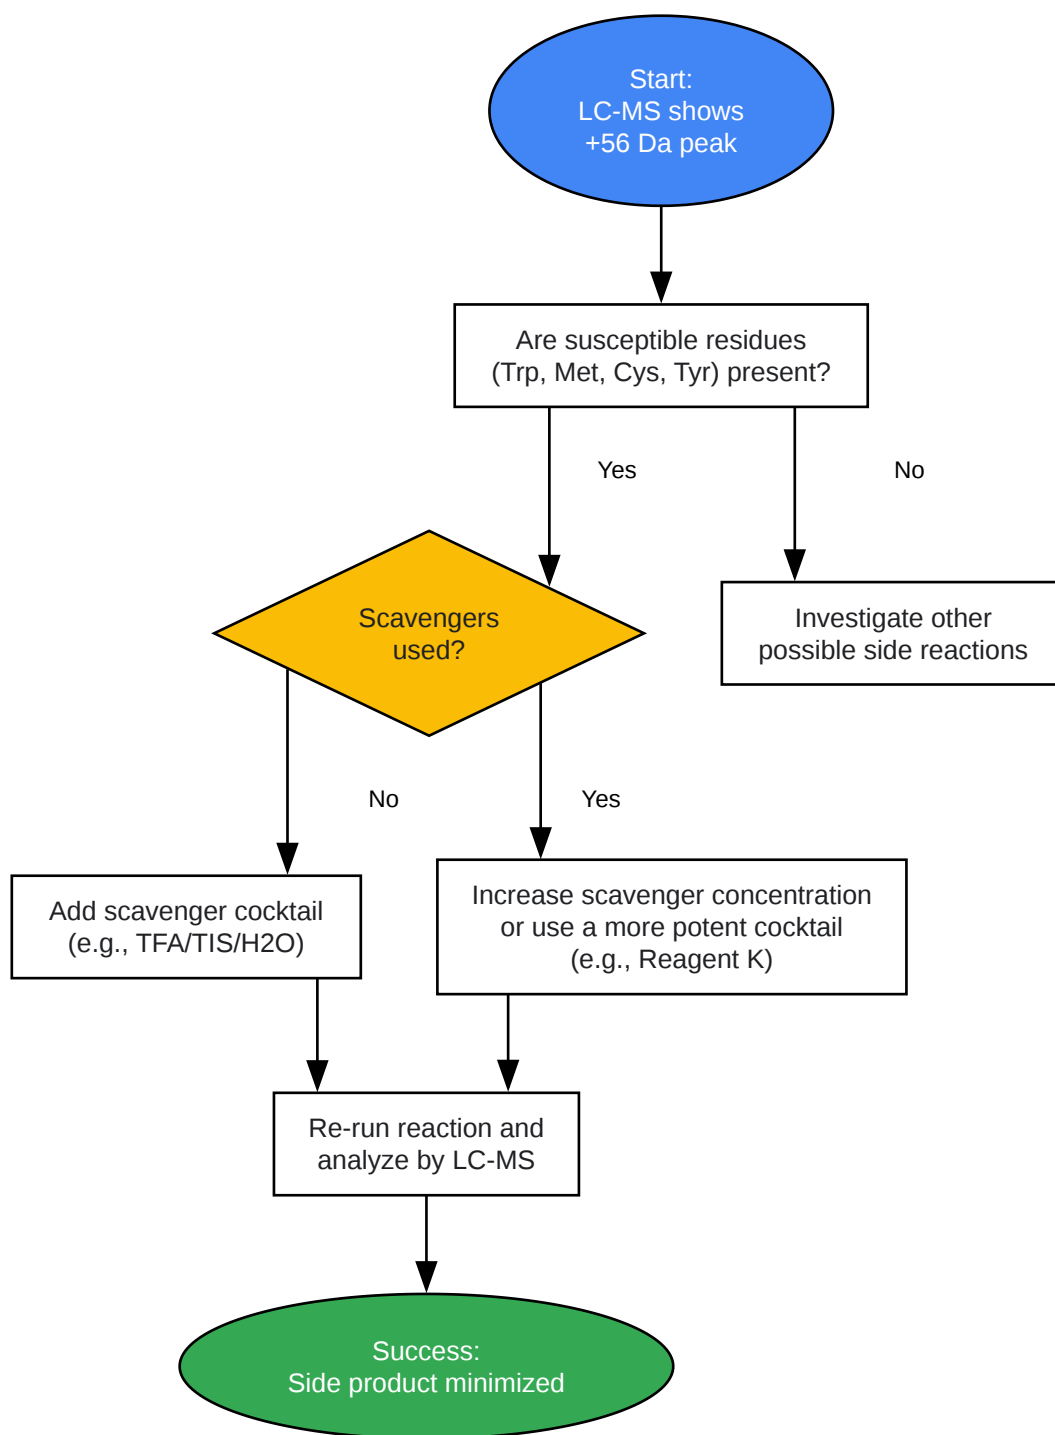 Start:
LC-MS shows
+56 Da peak
Are susceptible residues
(Trp, Met, Cys, Tyr) present?
Yes
No
Scavengers
used?
Investigate other
possible side reactions
No
Yes
Add scavenger cocktail
(e.g., TFA/TIS/H2O)
Increase scavenger concentration
or use a more potent cocktail
(e.g., Reagent K)
Re-run reaction and
analyze by LC-MS
Success:
Side product minimized